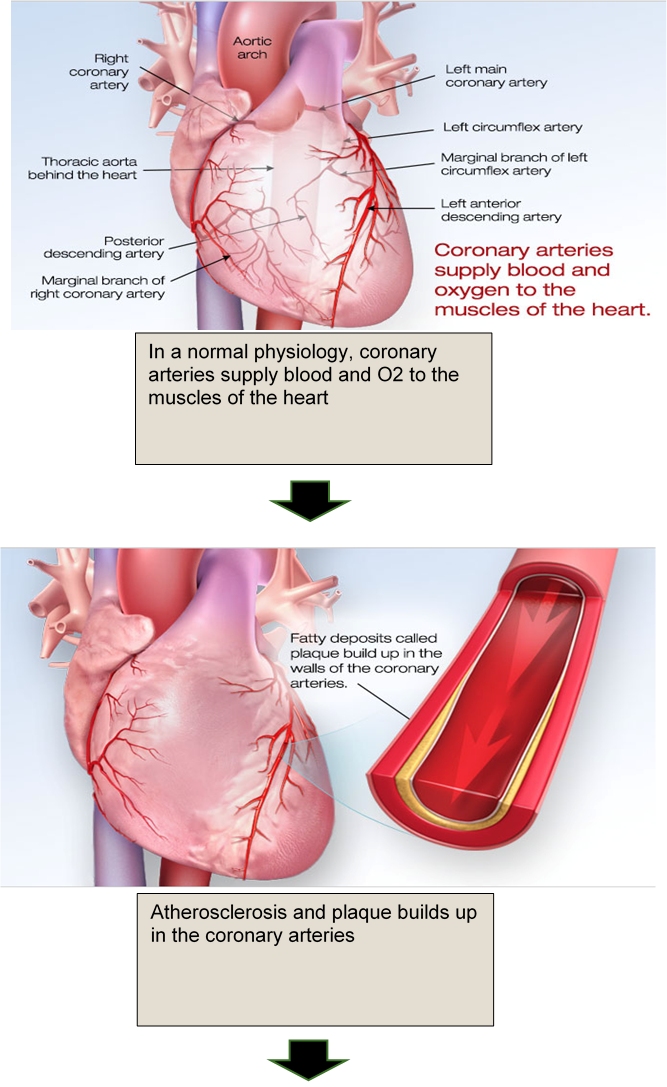 Aortic
arch
Right
coronary
artery
Left main
coronary artery
Left circumflex artery
Thoracic aorta
behind the heart
Marginal branch of left
circumflex artery
Left anterior
descending artery
Posterior
descending artery
Marginal branch of
right coronary artery
Coronary arteries
supply blood and
oxygen to the
muscles of the heart.
In a normal physiology, coronary
arteries supply blood and O2 to the
muscles of the heart
Fatty deposits called
plaque build up in the
walls of the coronary
arteries.
Atherosclerosis and plaque builds up
in the coronary arteries